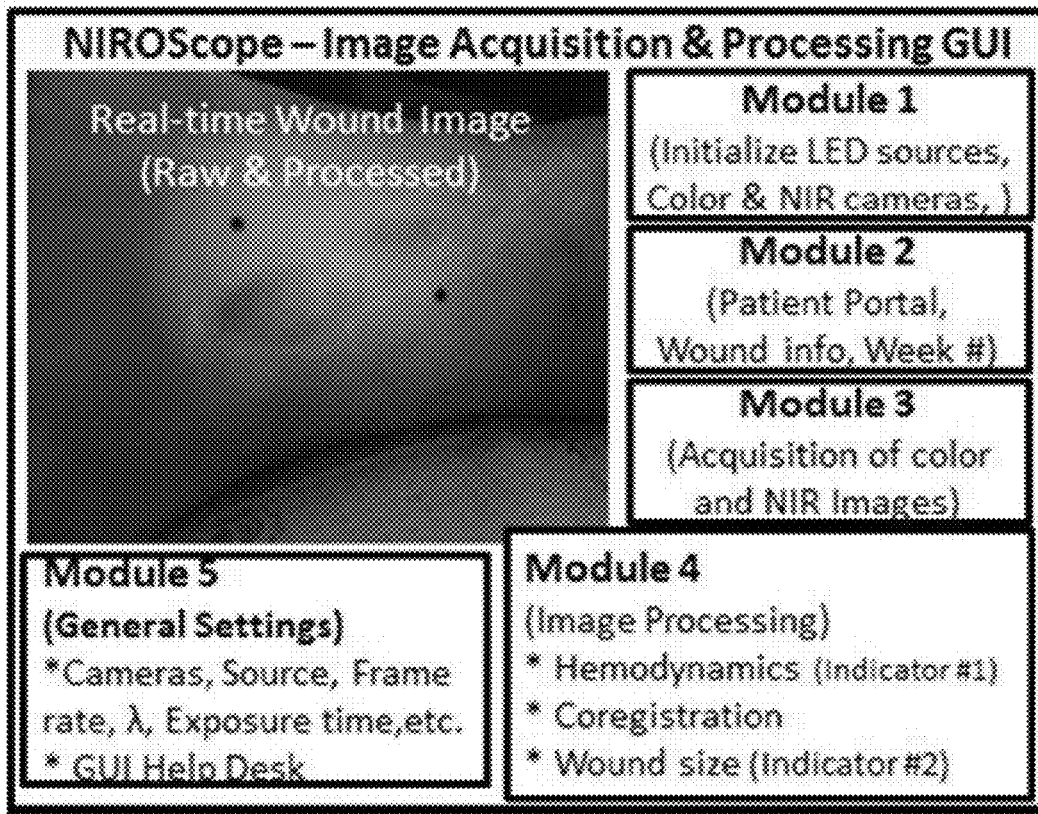 NIROScope – Image Acquisition & Processing GUI
Real-time Wound Image
(Raw & Processed)
Module 1
(Initialize LED sources,
Color & NIR cameras, )
Module 2
(Patient Portal,
Wound info, Week #)
Module 3
(Acquisition of color
and NIR Images)
Module 5
(General Settings)
*Cameras, Source, Frame
rate, λ, Exposure time,etc.
* GUI Help Desk
Module 4
(Image Processing)
* Hemodynamics (Indicator #1)
* Coregistration
* Wound size (Indicator #2)